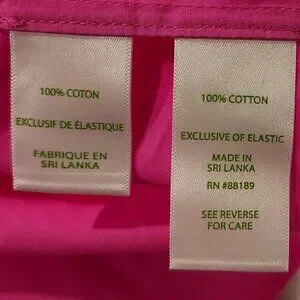 100% COTON
EXCLUSIF DE ÉLASTIQUE
FABRIQUE EN
SRI LANKA
100% COTTON
EXCLUSIVE OF ELASTIC
MADE IN
SRI LANKA
RN #88189
SEE REVERSE
FOR CARE